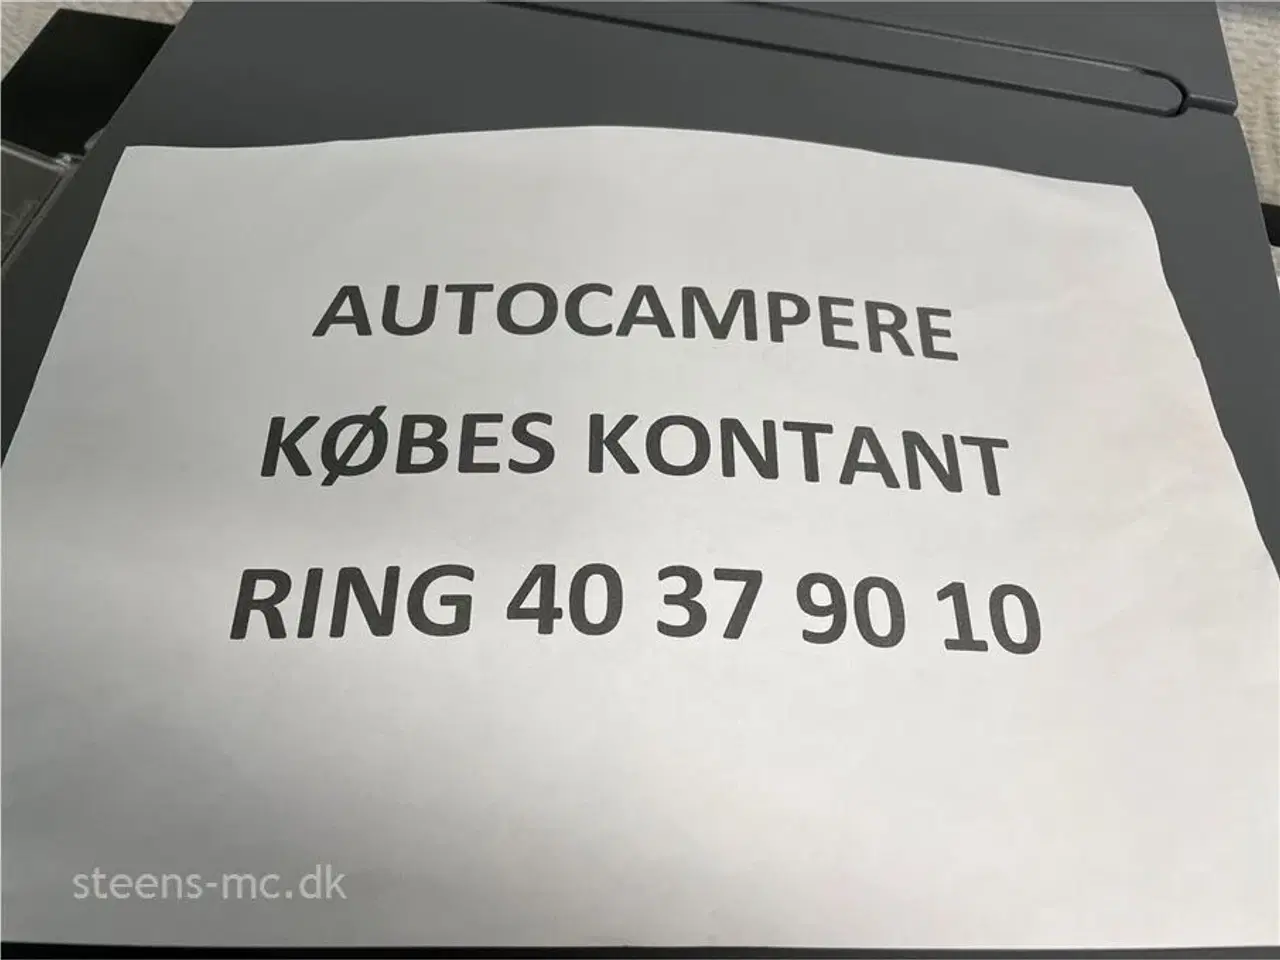 AUTOCAMPERE
KØBES KONTANT
RING 40 37 90 10
steens-mc.dk